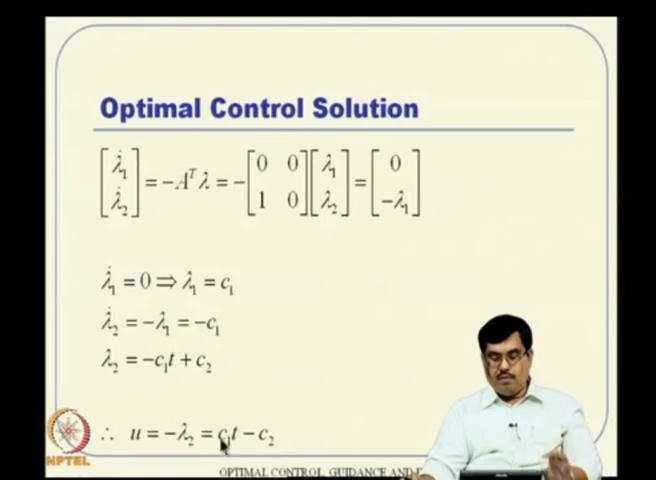 Optimal Control Solution
[λ̇₁ λ̇₂] = −Aᵀλ = −[0 0; 1 0][λ₁ λ₂] = [0 −λ₁]
λ̇₁ = 0 ⇒ λ₁ = c₁
λ̇₂ = −λ₁ = −c₁
λ₂ = −c₁t + c₂
∴ u = −λ₂ = c₁t − c₂
NPTEL
OPTIMAL CONTROL, GUIDANCE AND